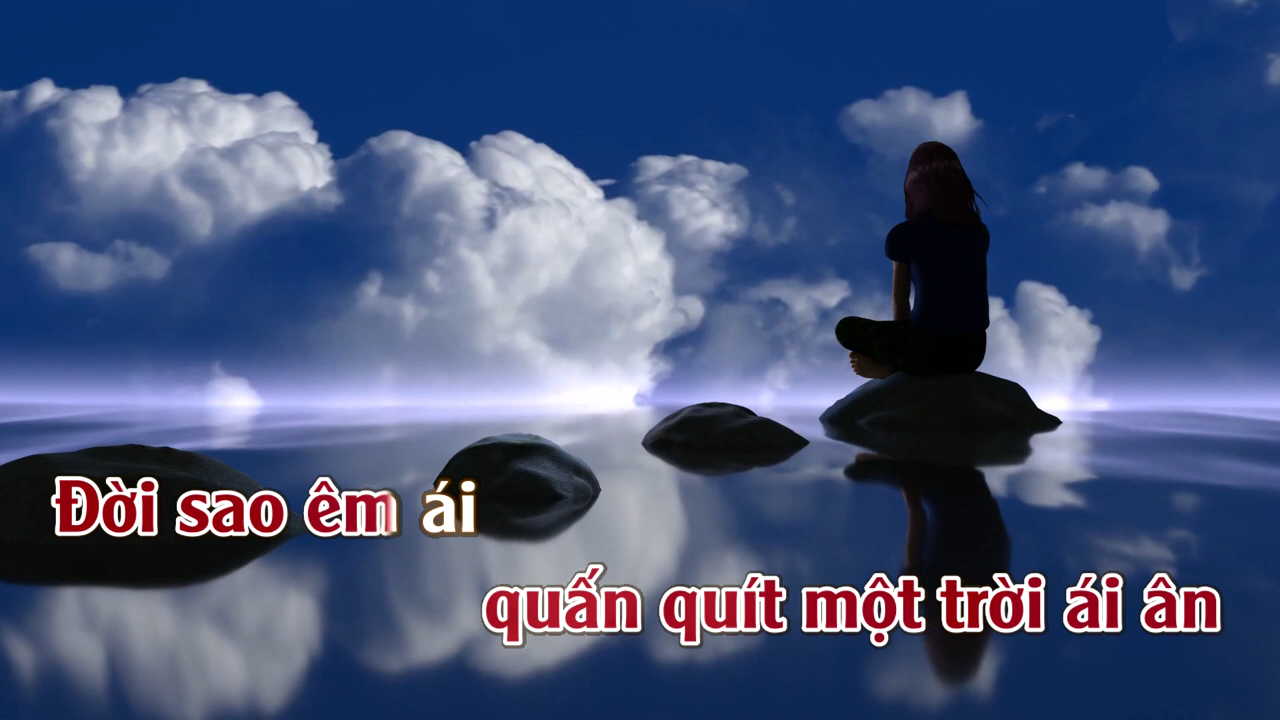 Đời sao êm ái
quấn quít một trời ái ân